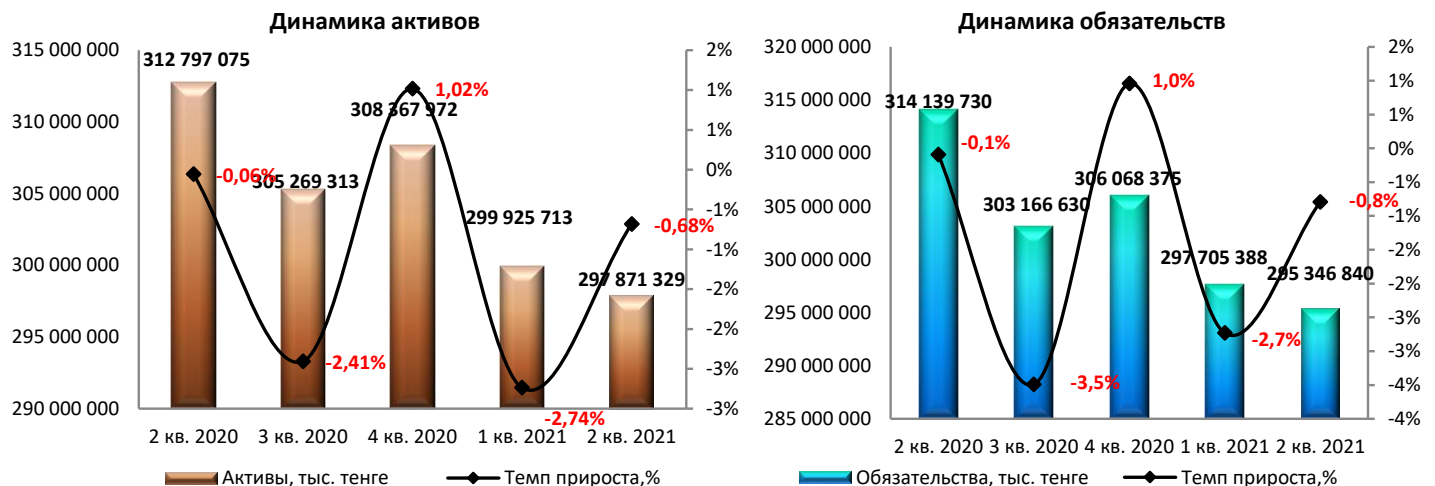 Динамика активов
315 000 000
310 000 000
305 000 000
300 000 000
295 000 000
290 000 000
312 797 075
305 269 313
308 367 972
299 925 713
297 871 329
-0,06%
-2,41%
1,02%
-2,74%
-0,68%
2%
1%
1%
0%
-1%
-1%
-2%
-2%
-3%
-3%
2 кв. 2020 3 кв. 2020 4 кв. 2020 1 кв. 2021 2 кв. 2021
Активы, тыс. тенге Темп прироста,%
Динамика обязательств
320 000 000
315 000 000
310 000 000
305 000 000
300 000 000
295 000 000
290 000 000
285 000 000
314 139 730
303 166 630
306 068 375
297 705 388
295 346 840
-0,1%
-3,5%
1,0%
-2,7%
-0,8%
2%
1%
1%
0%
-1%
-1%
-2%
-2%
-3%
-3%
-4%
-4%
2 кв. 2020 3 кв. 2020 4 кв. 2020 1 кв. 2021 2 кв. 2021
Обязательства, тыс. тенге Темп прироста,%